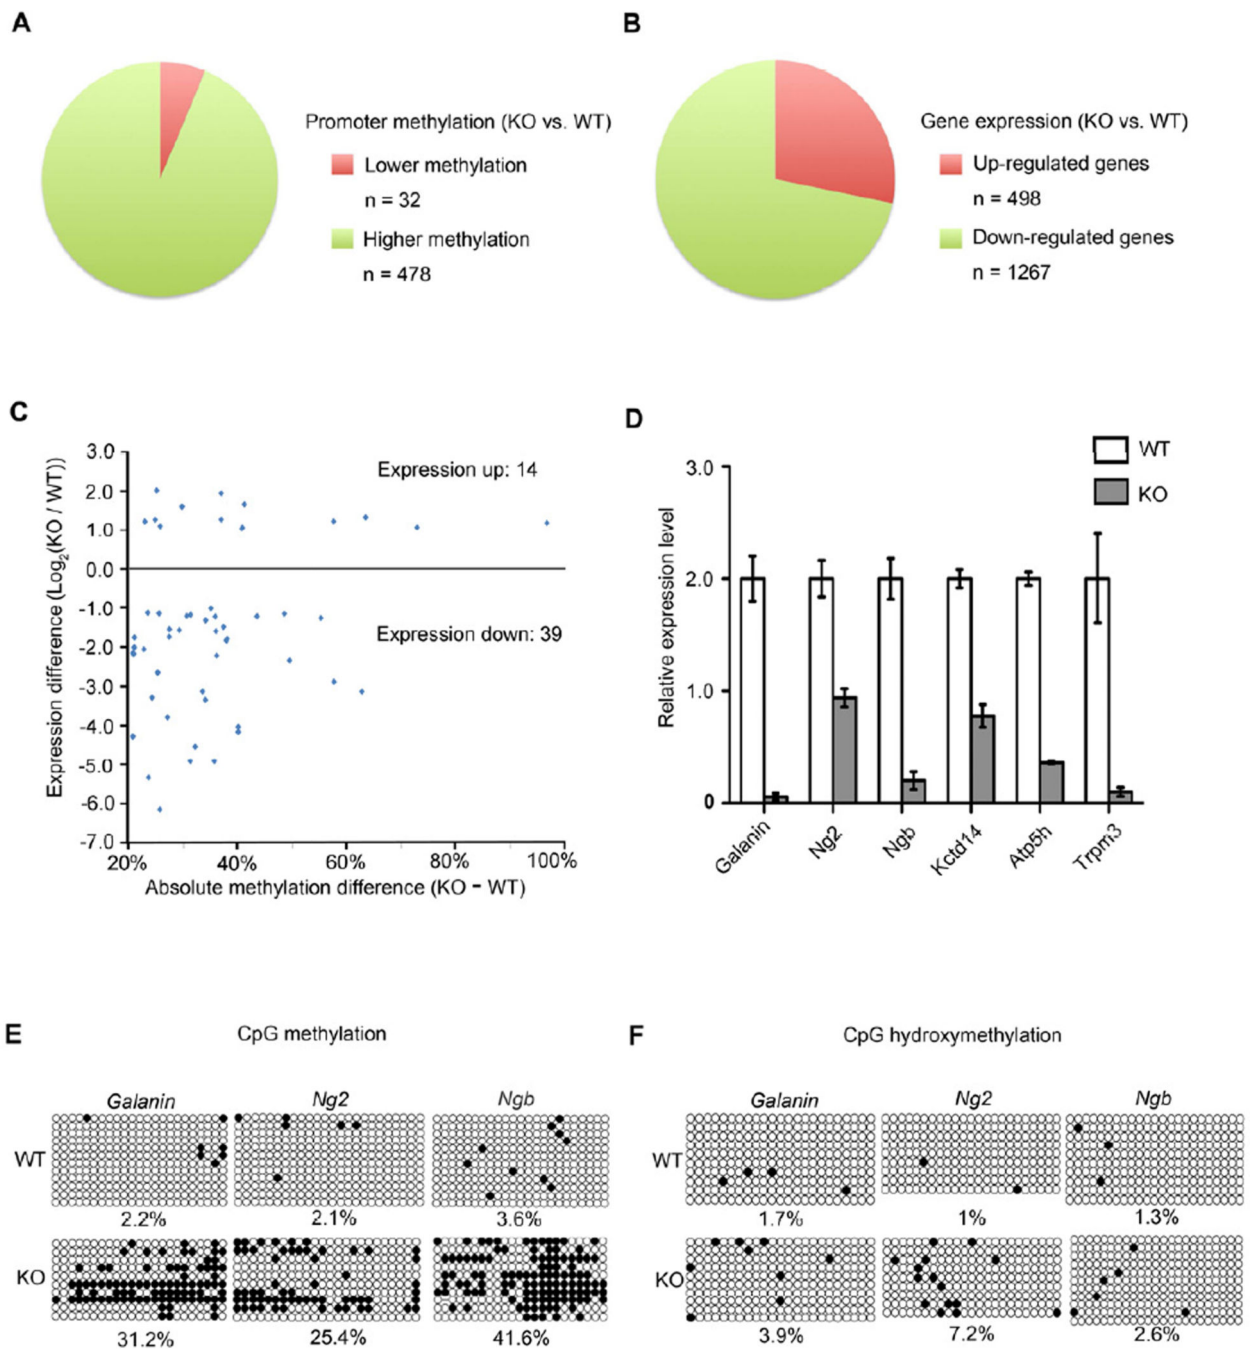 A
Promoter methylation (KO vs. WT)
Lower methylation
n = 32
Higher methylation
n = 478
B
Gene expression (KO vs. WT)
Up-regulated genes
n = 498
Down-regulated genes
n = 1267
C
Expression difference (Log2(KO / WT))
3.0
2.0
1.0
0.0
-1.0
-2.0
-3.0
-4.0
-5.0
-6.0
-7.0
Expression up: 14
Expression down: 39
20% 40% 60% 80% 100%
Absolute methylation difference (KO - WT)
D
WT
KO
Relative expression level
3.0
2.0
1.0
0
Galanin Ng2 Ngb Kctd14 Atp5h Trpm3
E
CpG methylation
Galanin Ng2 Ngb
WT
2.2% 2.1% 3.6%
KO
31.2% 25.4% 41.6%
F
CpG hydroxymethylation
Galanin Ng2 Ngb
WT
1.7% 1% 1.3%
KO
3.9% 7.2% 2.6%